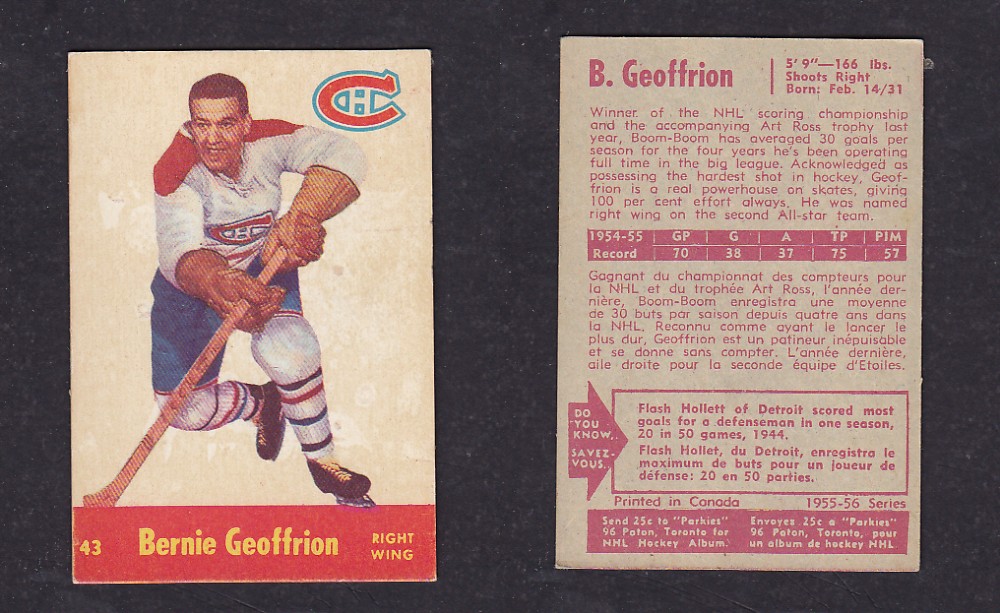 43
Bernie Geoffrion
RIGHT
WING
B. Geoffrion
5' 9"—166 lbs.
Shoots Right
Born: Feb. 14/31
Winner of the NHL scoring championship
and the accompanying Art Ross trophy last
year, Boom-Boom has averaged 30 goals per
season for the four years he's been operating
full time in the big league. Acknowledged as
possessing the hardest shot in hockey, Geof-
frion is a real powerhouse on skates, giving
100 per cent effort always. He was named
right wing on the second All-star team.
1954-55 | GP | G | A | TP | PIM
Record | 70 | 38 | 37 | 75 | 57
Gagnant du championnat des compteurs pour
la NHL et du trophée Art Ross, l'année der-
nière, Boom-Boom enregistra une moyenne
de 30 buts par saison depuis quatre ans dans
la NHL. Reconnu comme ayant le lancer le
plus dur, Geoffrion est un patineur inépuisable
et se donne sans compter. L'année dernière,
aile droite pour la seconde équipe d'Etoiles.
DO
YOU
KNOW..
SAVEZ-
VOUS..
Flash Hollett of Detroit scored most
goals for a defenseman in one season,
20 in 50 games, 1944.
Flash Hollet, du Detroit, enregistra le
maximum de buts pour un joueur de
défense: 20 en 50 parties.
Printed in Canada 1955-56 Series
Send 25c to "Parkies"
96 Paton, Toronto for
NHL Hockey Album.
Envoyez 25c a "Parkies"
96 Paton, Toronto, pour
un album de hockey NHL